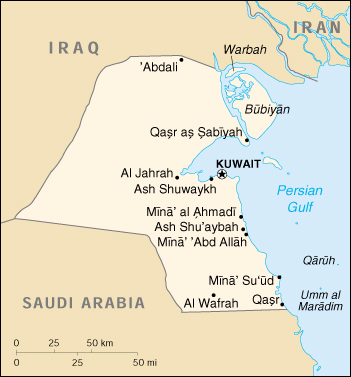 IRAQ
IRAN
Warbah
'Abdali
Būbiyān
Qaşr aş Şabīyah
KUWAIT
Al Jahrah
Ash Shuwaykh
Persian
Gulf
Mīnā' al Aḩmadī
Ash Shu'aybah
Mīnā' 'Abd Allāh
Qārūh
Mīnā' Su'ūd
Umm al
Marādim
Al Wafrah
Qaşr
SAUDI ARABIA
0 25 50 km
0 25 50 mi